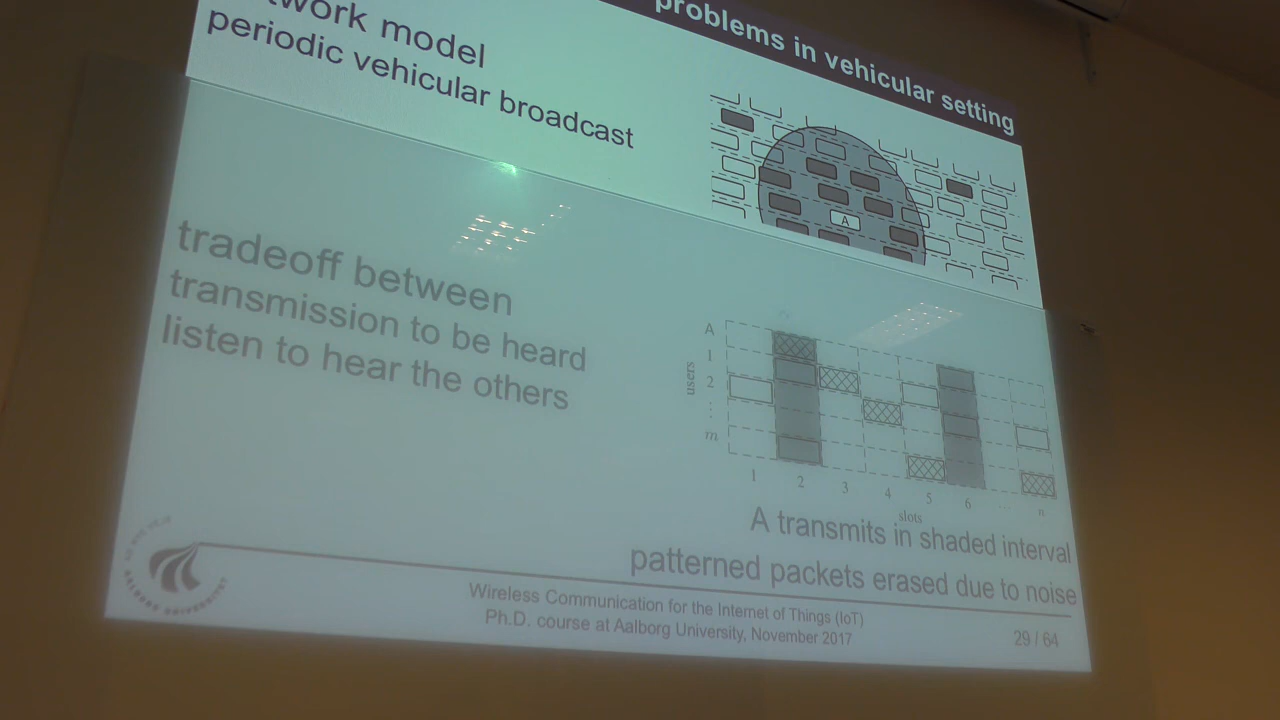 problems in vehicular setting
model
periodic vehicular broadcast
A
tradeoff between
transmission to be heard
listen to hear the others
users
A
1
2
⋮
m
1 2 3 4 5 6 ... n
slots
A transmits in shaded interval
patterned packets erased due to noise
Wireless Communication for the Internet of Things (IoT)
Ph.D. course at Aalborg University, November 2017
29 / 64